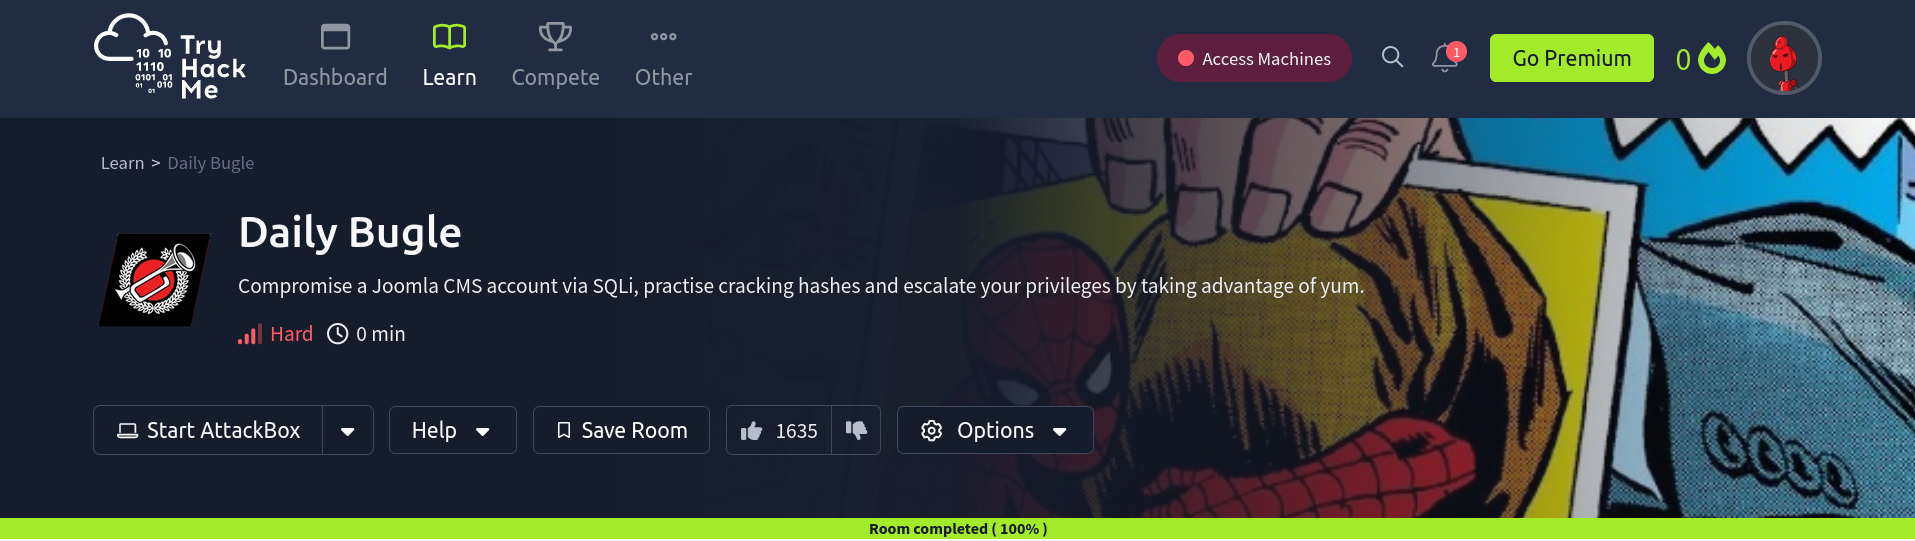 10 10
1110
0101 01
01 010
01
Try
Hack
Me
Dashboard
Learn
Compete
Other
Access Machines
1
Go Premium
0
Learn > Daily Bugle
Daily Bugle
Compromise a Joomla CMS account via SQLi, practise cracking hashes and escalate your privileges by taking advantage of yum.
Hard 0 min
Start AttackBox
Help
Save Room
1635
Options
Room completed ( 100% )